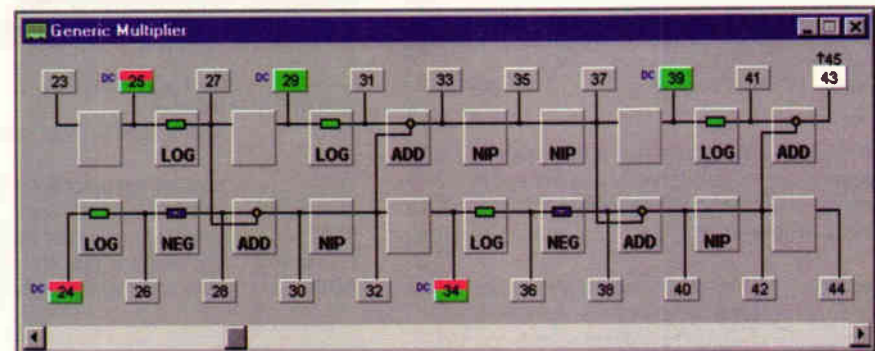 Generic Multiplier
↑45
23 DC 25 27 DC 29 31 33 35 37 DC 39 41 43
LOG LOG ADD NIP NIP LOG ADD
LOG NEG ADD NIP LOG NEG ADD NIP
DC 24 26 28 30 32 DC 34 36 38 40 42 44